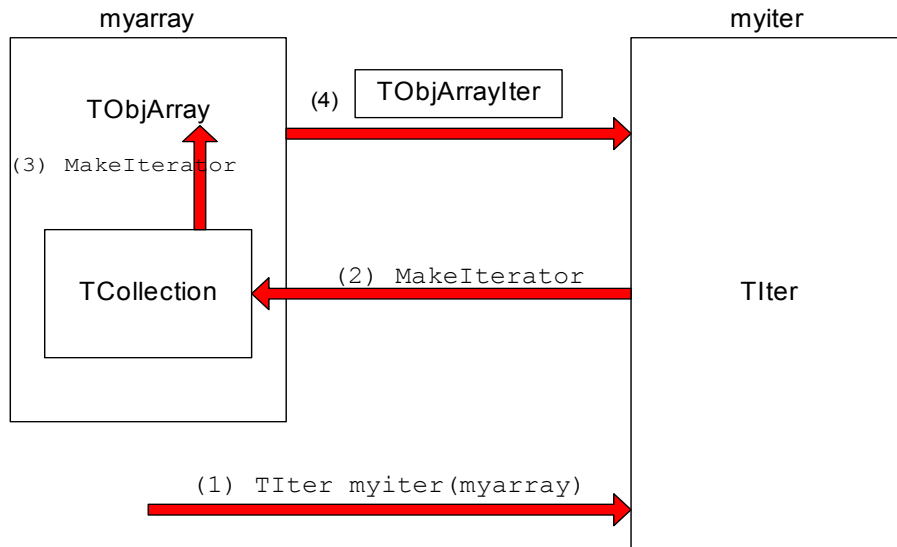 myarray
myiter
TObjArray
(4)
TObjArrayIter
(3) MakeIterator
TCollection
(2) MakeIterator
TIter
(1) TIter myiter(myarray)